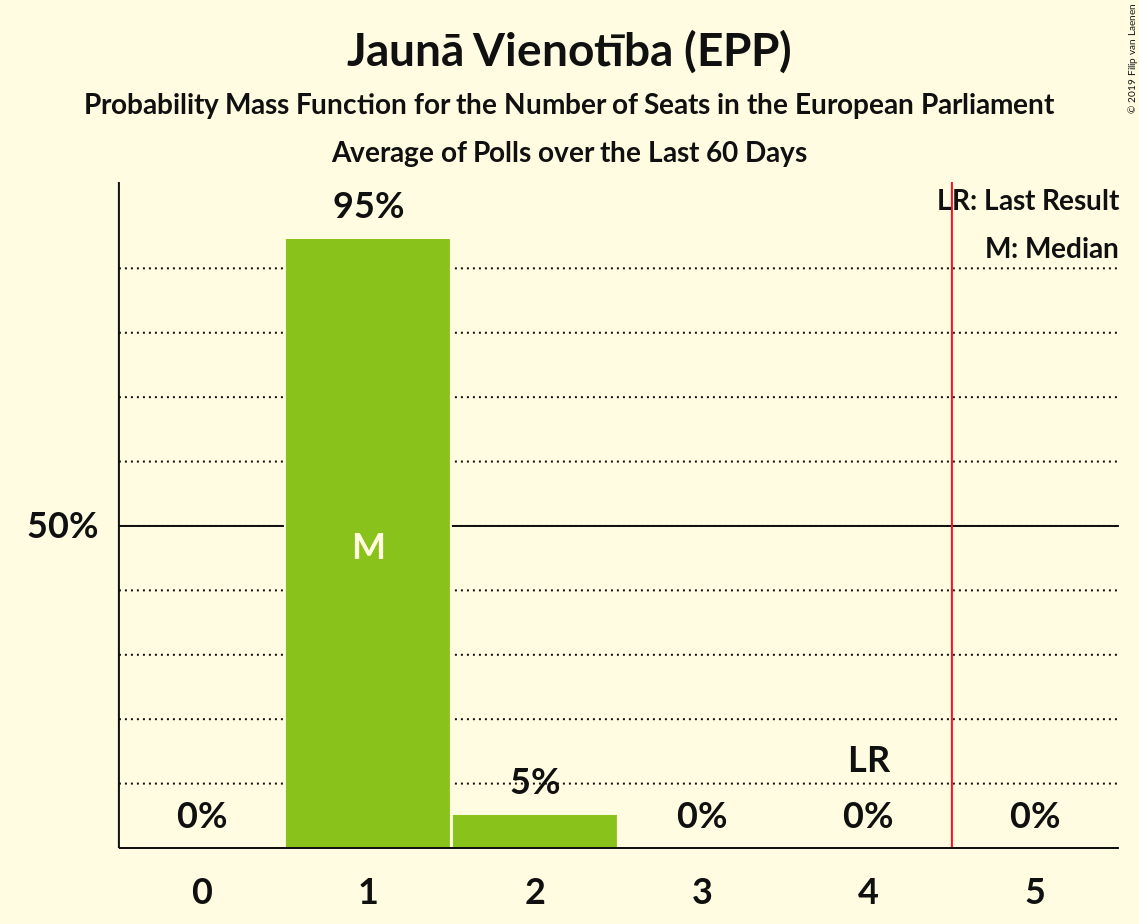 Jaunā Vienotība (EPP)
Probability Mass Function for the Number of Seats in the European Parliament
Average of Polls over the Last 60 Days
© 2019 Filip van Laenen
LR: Last Result
M: Median
95%
50%
M
LR
5%
0%
0%
0%
0%
0 1 2 3 4 5